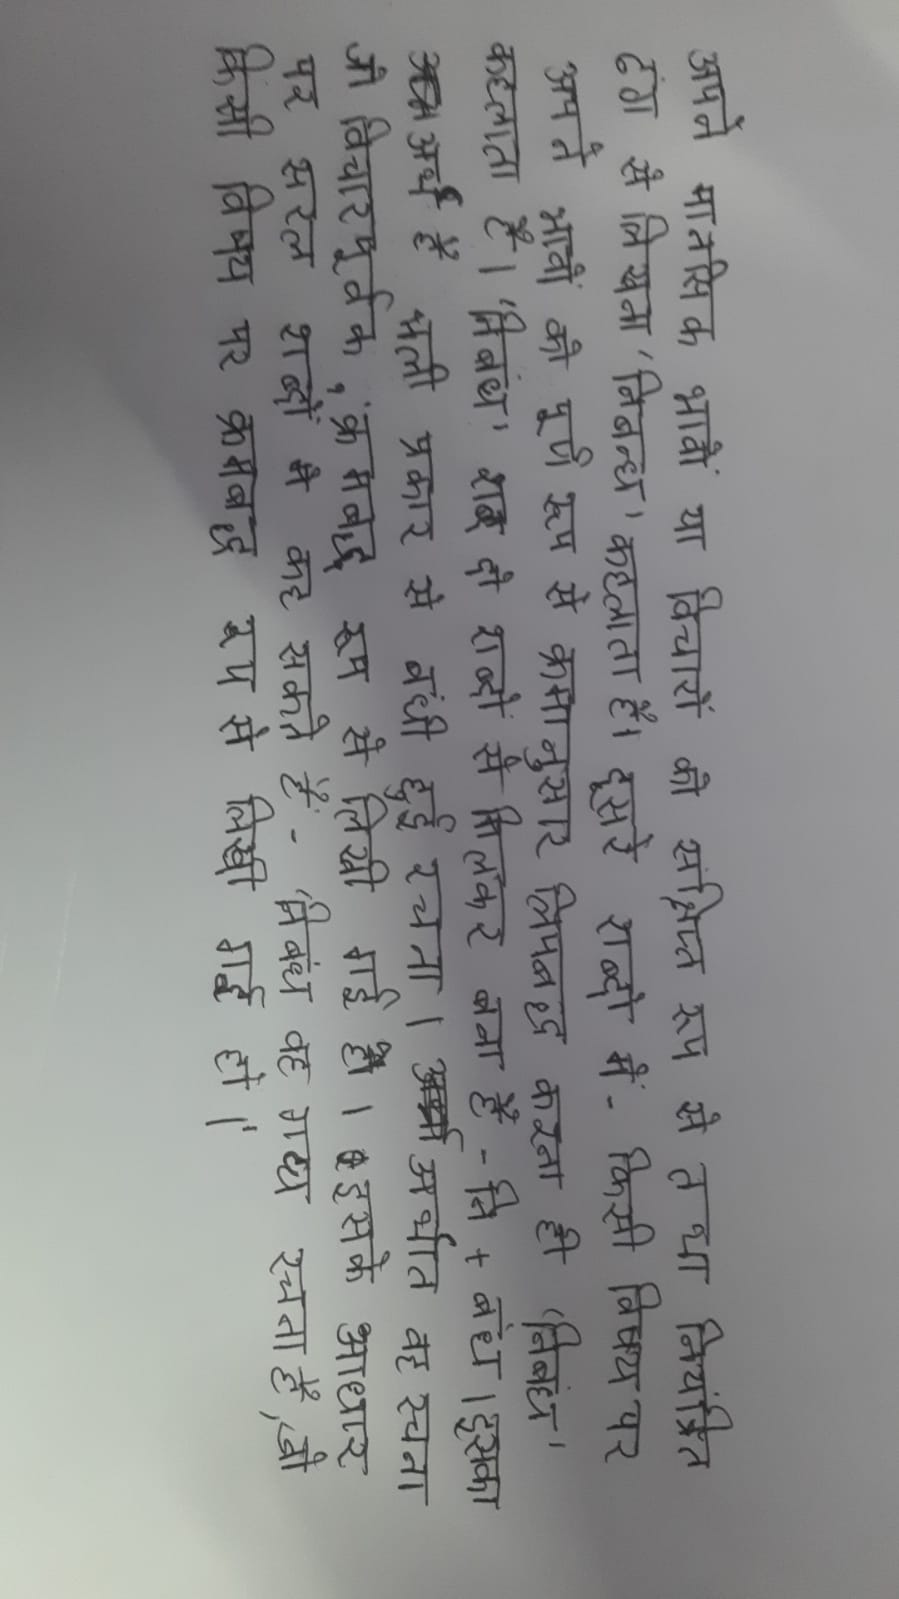 अपने मानसिक भावों या विचारों को संक्षिप्त रूप से तथा नियंत्रित
ढंग से लिखना 'निबन्ध' कहलाता है। दूसरे शब्दो में - किसी विषय पर
अपने भावों को पूर्ण रूप से क्रमानुसार लिपबद्ध करना ही 'निबंध'
कहलाता है। 'निबंध' शब्द दो शब्दों से मिलकर बना है - नि + बंध । इसका
अर्थ है भली प्रकार से बंधी हुई रचना । अर्थात वह रचना
जो विचारपूर्वक, क्रमबद्ध रूप से लिखी गई हो । इसके आधार
पर सरल शब्दों मे कह सकते हैं - 'निबंध वह गद्य रचना है, जो
किसी विषय पर क्रमबद्ध रूप से लिखी गई हो ।'